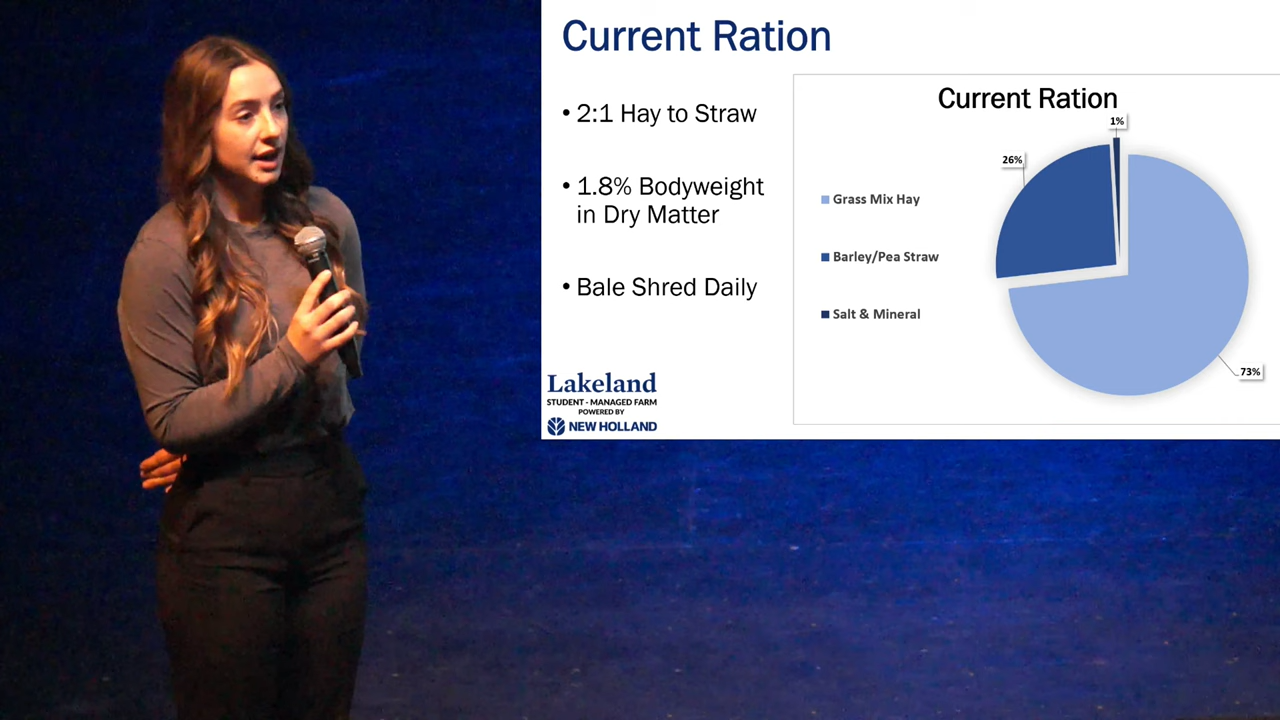 Current Ration
• 2:1 Hay to Straw
• 1.8% Bodyweight
in Dry Matter
• Bale Shred Daily
Current Ration
1%
26%
Grass Mix Hay
Barley/Pea Straw
Salt & Mineral
73%
Lakeland
STUDENT - MANAGED FARM
POWERED BY
NEW HOLLAND